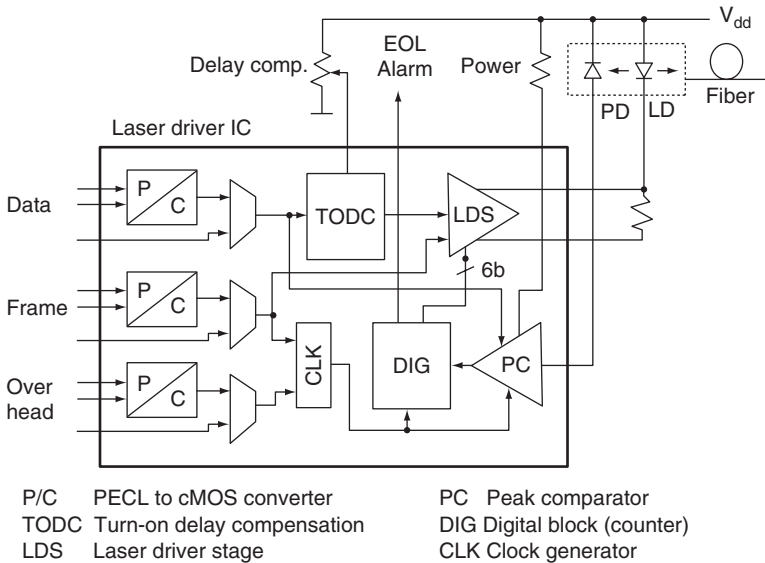 V_dd
Delay comp.
EOL
Alarm
Power
PD
LD
Fiber
Laser driver IC
Data
P
C
TODC
LDS
6b
Frame
P
C
CLK
DIG
PC
Over
head
P
C
P/C PECL to cMOS converter
TODC Turn-on delay compensation
LDS Laser driver stage
PC Peak comparator
DIG Digital block (counter)
CLK Clock generator